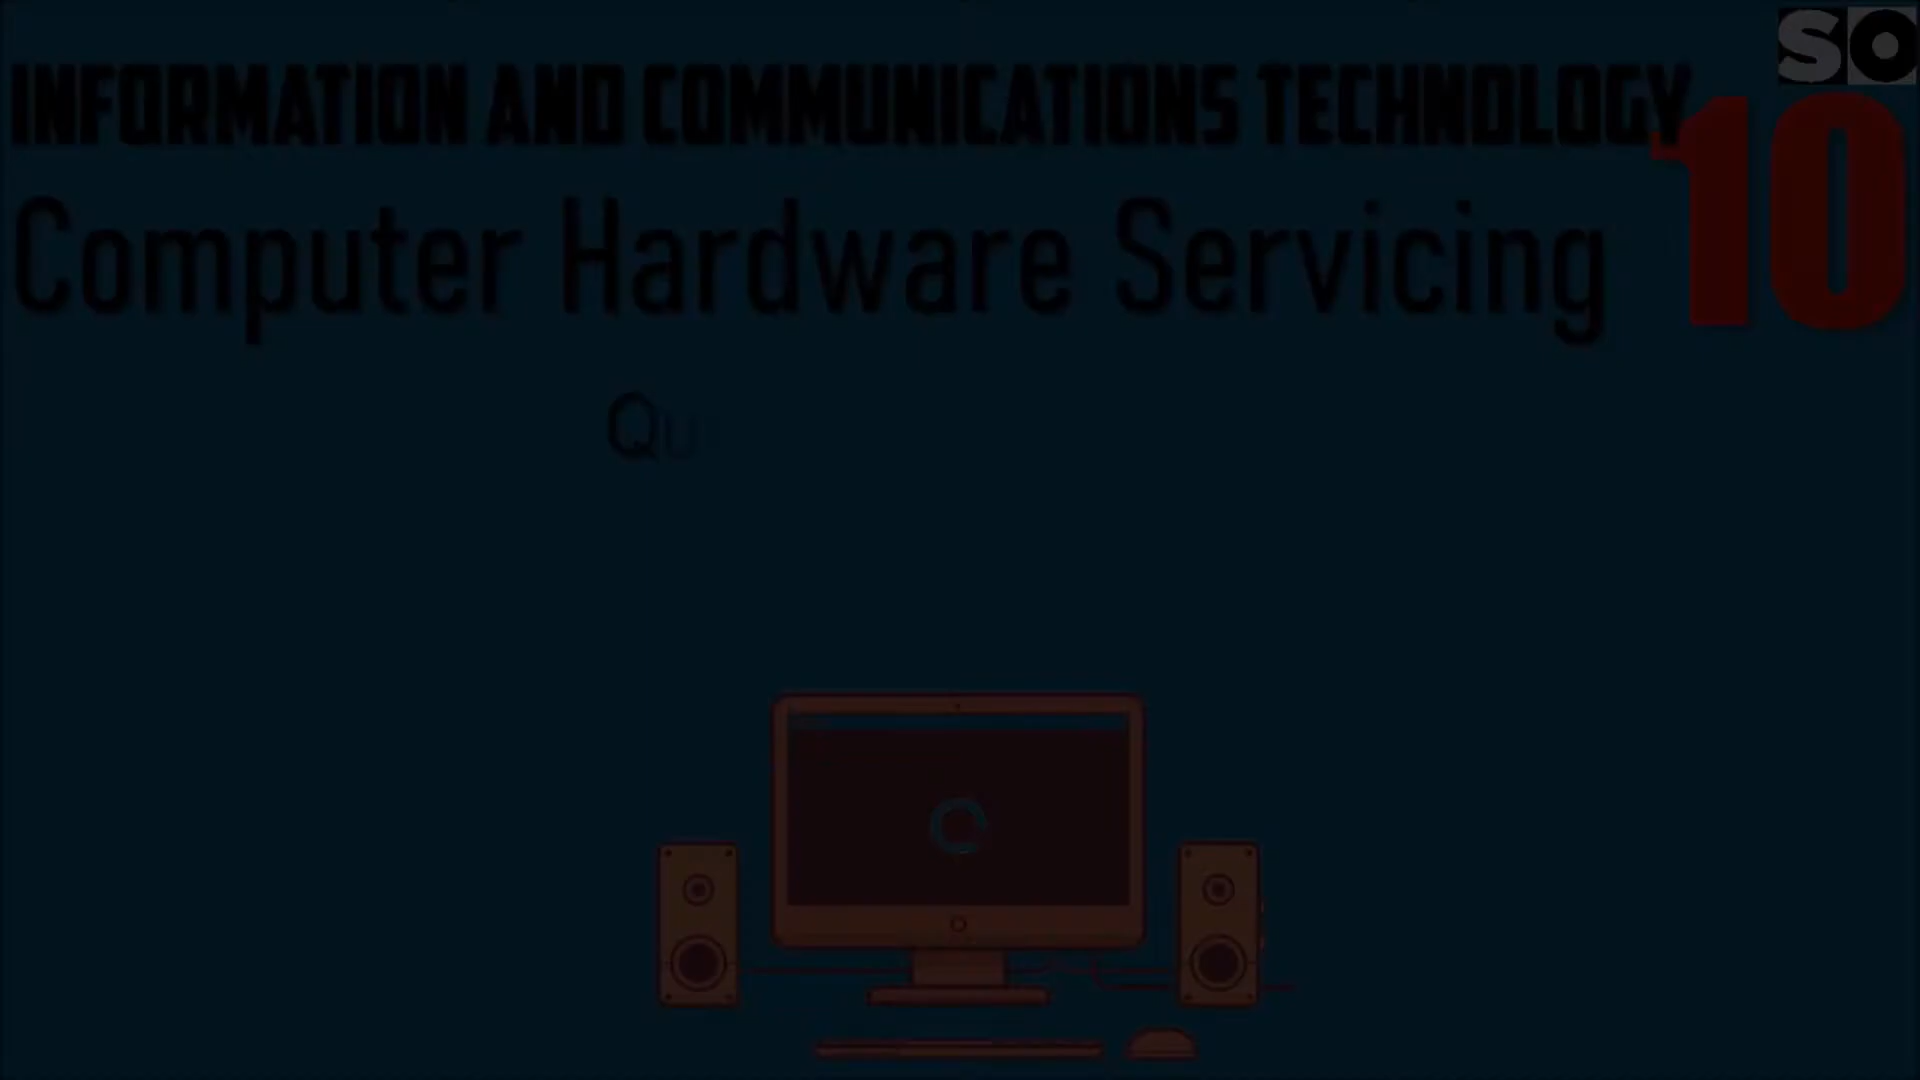 SO
INFORMATION AND COMMUNICATIONS TECHNOLOGY
10
Computer Hardware Servicing
Qu